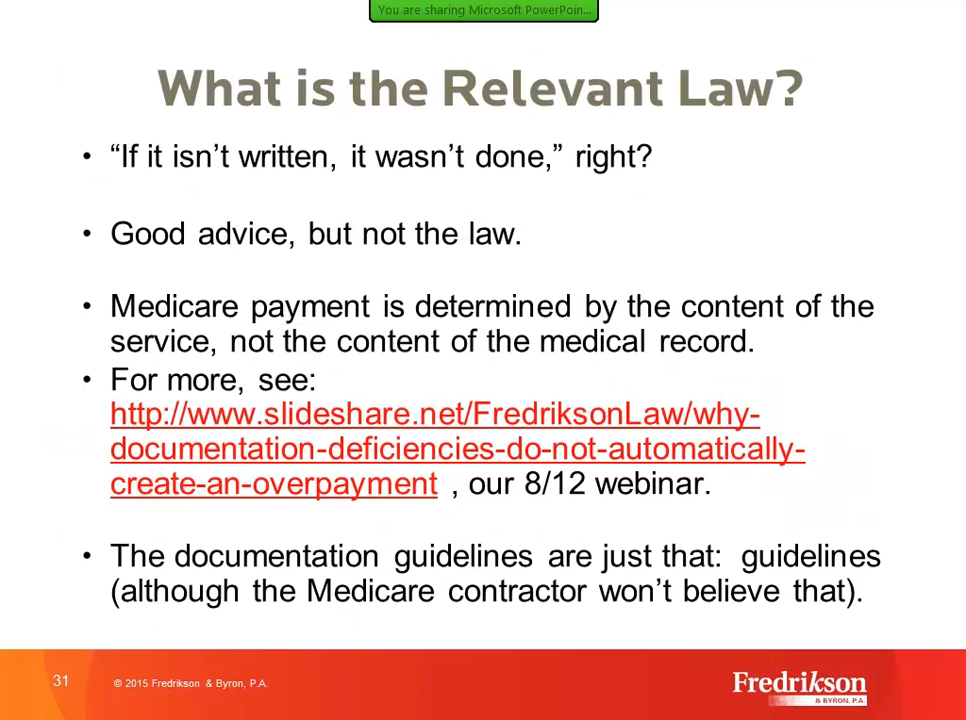 You are sharing Microsoft PowerPoin...
What is the Relevant Law?
• “If it isn’t written, it wasn’t done,” right?
• Good advice, but not the law.
• Medicare payment is determined by the content of the
service, not the content of the medical record.
• For more, see:
http://www.slideshare.net/FredriksonLaw/why-
documentation-deficiencies-do-not-automatically-
create-an-overpayment , our 8/12 webinar.
• The documentation guidelines are just that: guidelines
(although the Medicare contractor won’t believe that).
31
© 2015 Fredrikson & Byron, P.A.
Fredrikson
& BYRON, P.A.